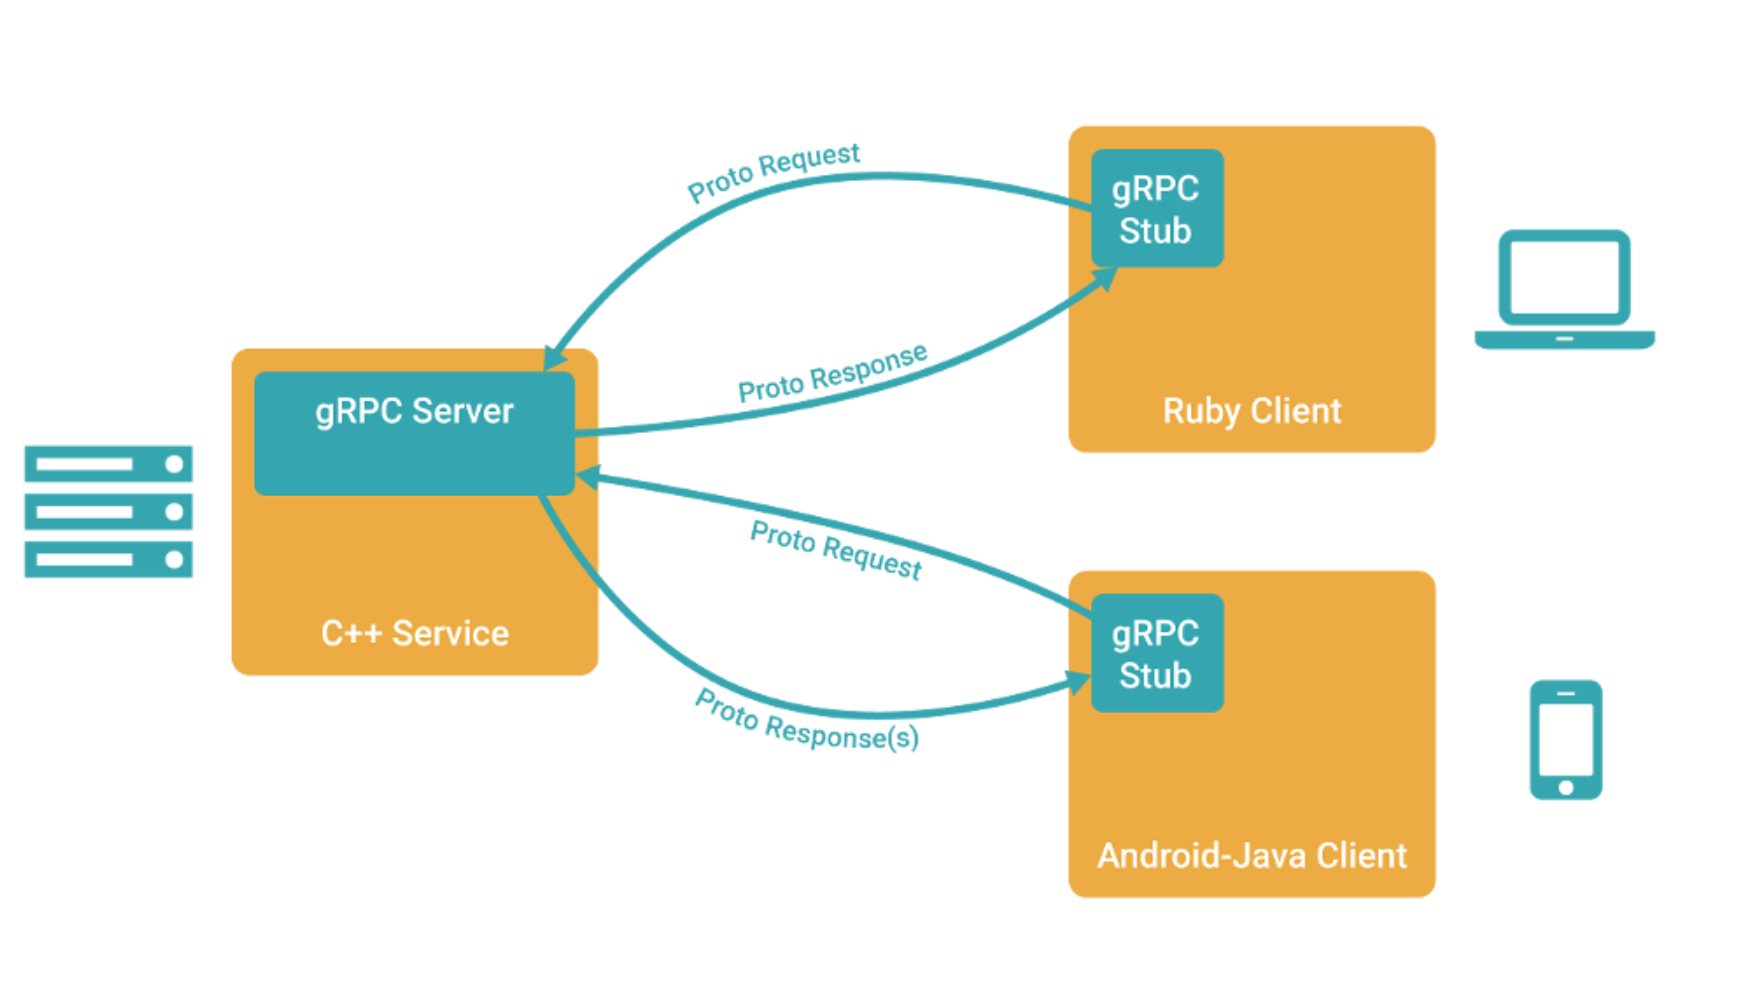 Proto Request
gRPC
Stub
Proto Response
Ruby Client
gRPC Server
C++ Service
Proto Request
gRPC
Stub
Proto Response(s)
Android-Java Client